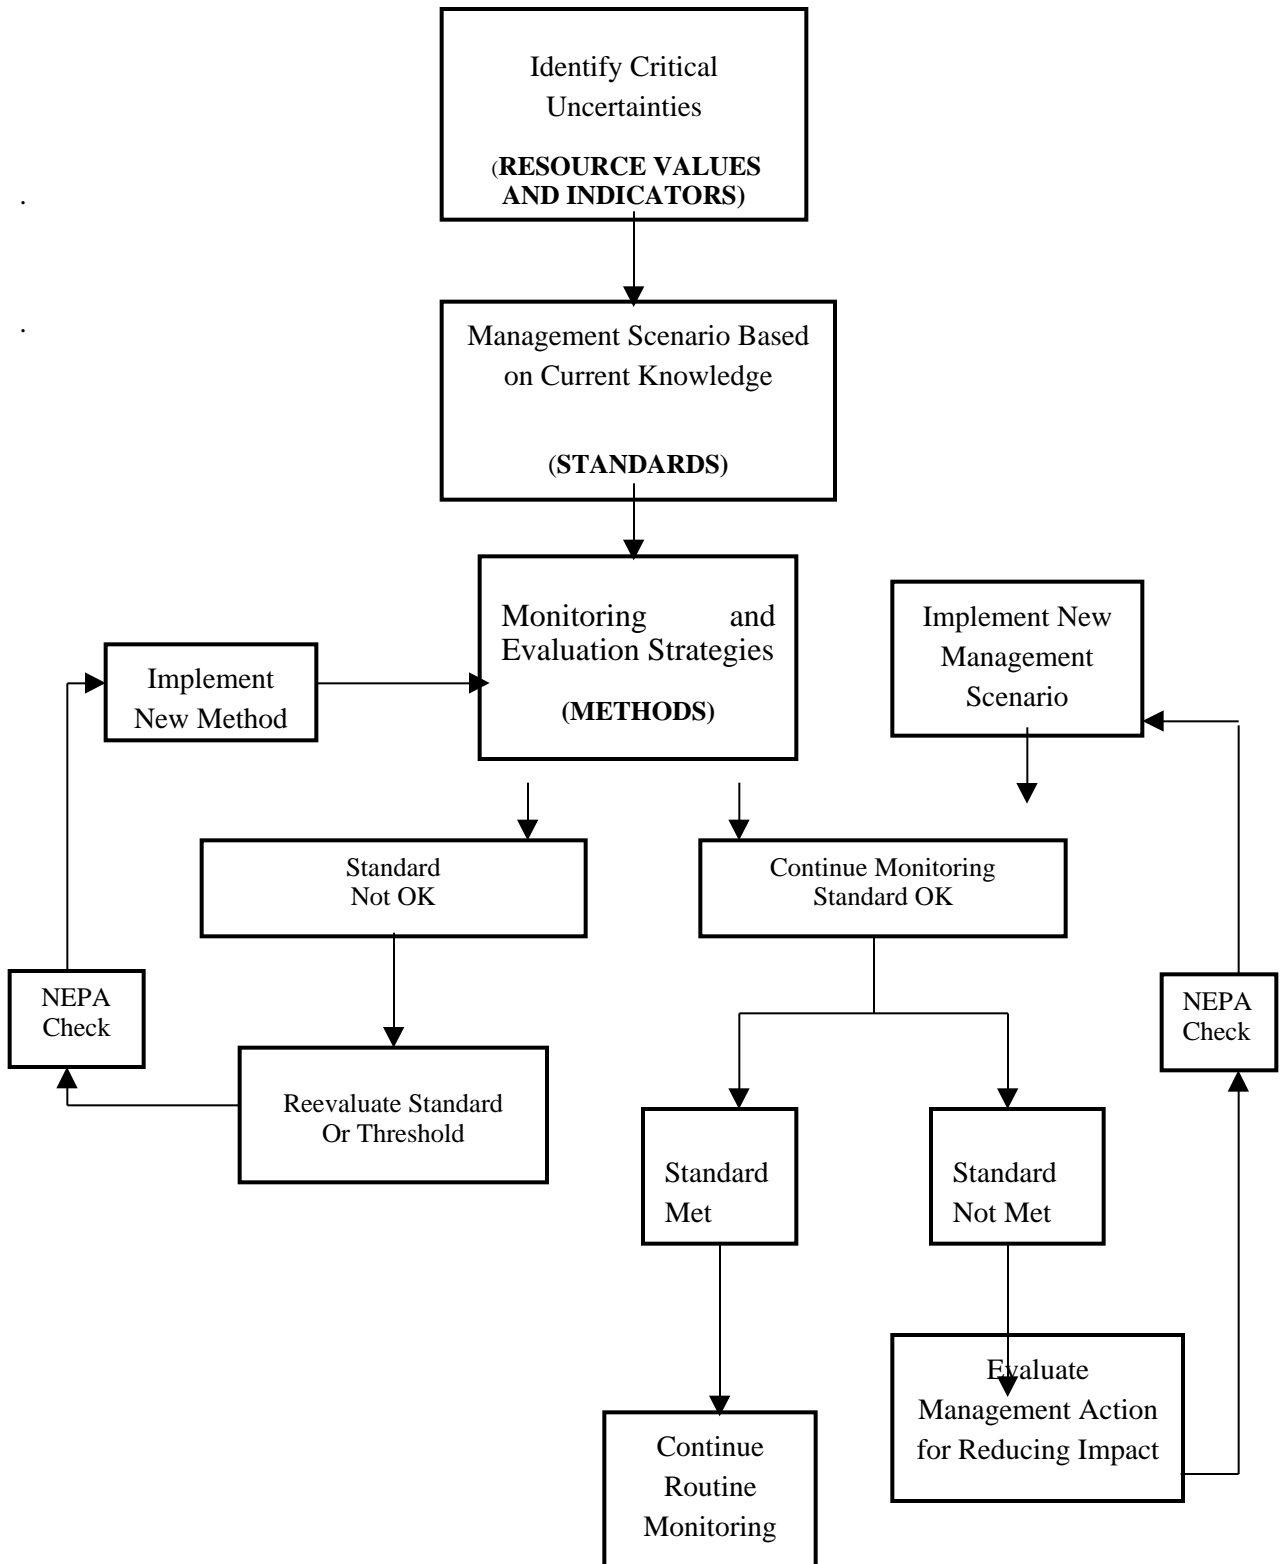 Identify Critical
Uncertainties
(RESOURCE VALUES
AND INDICATORS)
.
.
Management Scenario Based
on Current Knowledge
(STANDARDS)
Monitoring and
Evaluation Strategies
(METHODS)
Implement New
Management
Scenario
Implement
New Method
Standard
Not OK
Continue Monitoring
Standard OK
NEPA
Check
NEPA
Check
Reevaluate Standard
Or Threshold
Standard
Met
Standard
Not Met
Evaluate
Management Action
for Reducing Impact
Continue
Routine
Monitoring